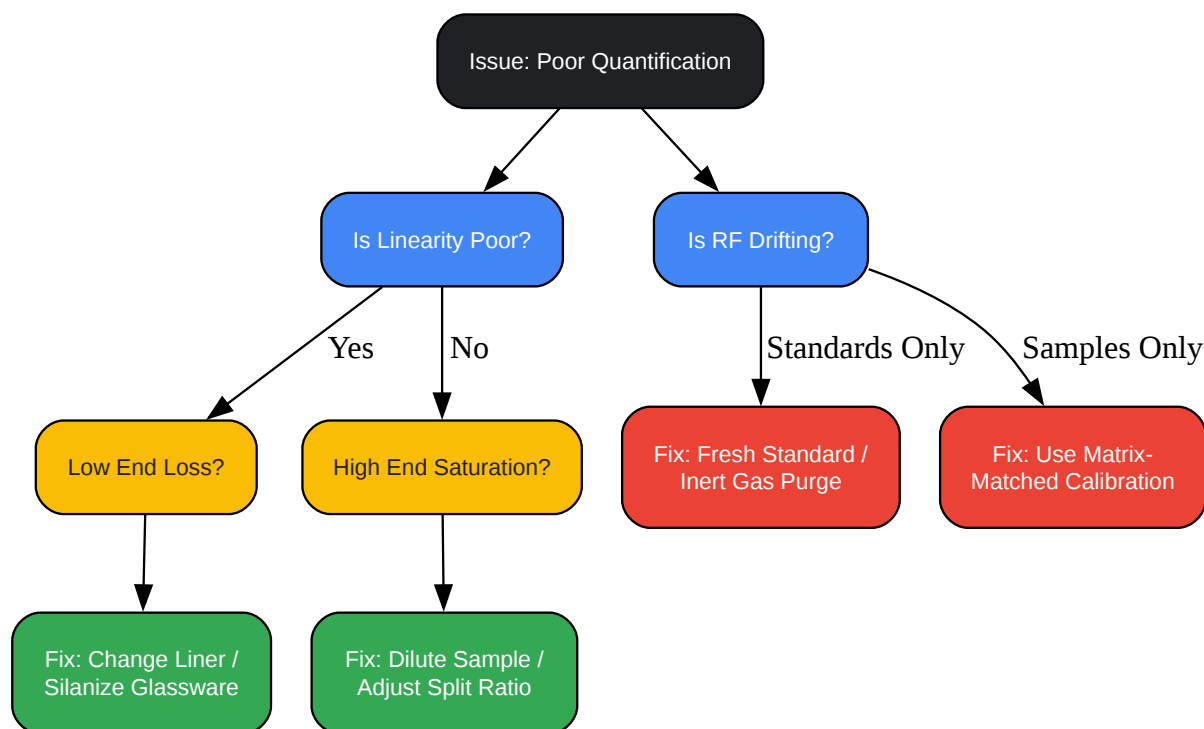 Issue: Poor Quantification
Is Linearity Poor?
Is RF Drifting?
Yes
No
Standards Only
Samples Only
Low End Loss?
High End Saturation?
Fix: Fresh Standard /
Inert Gas Purge
Fix: Use Matrix-
Matched Calibration
Fix: Change Liner /
Silanize Glassware
Fix: Dilute Sample /
Adjust Split Ratio